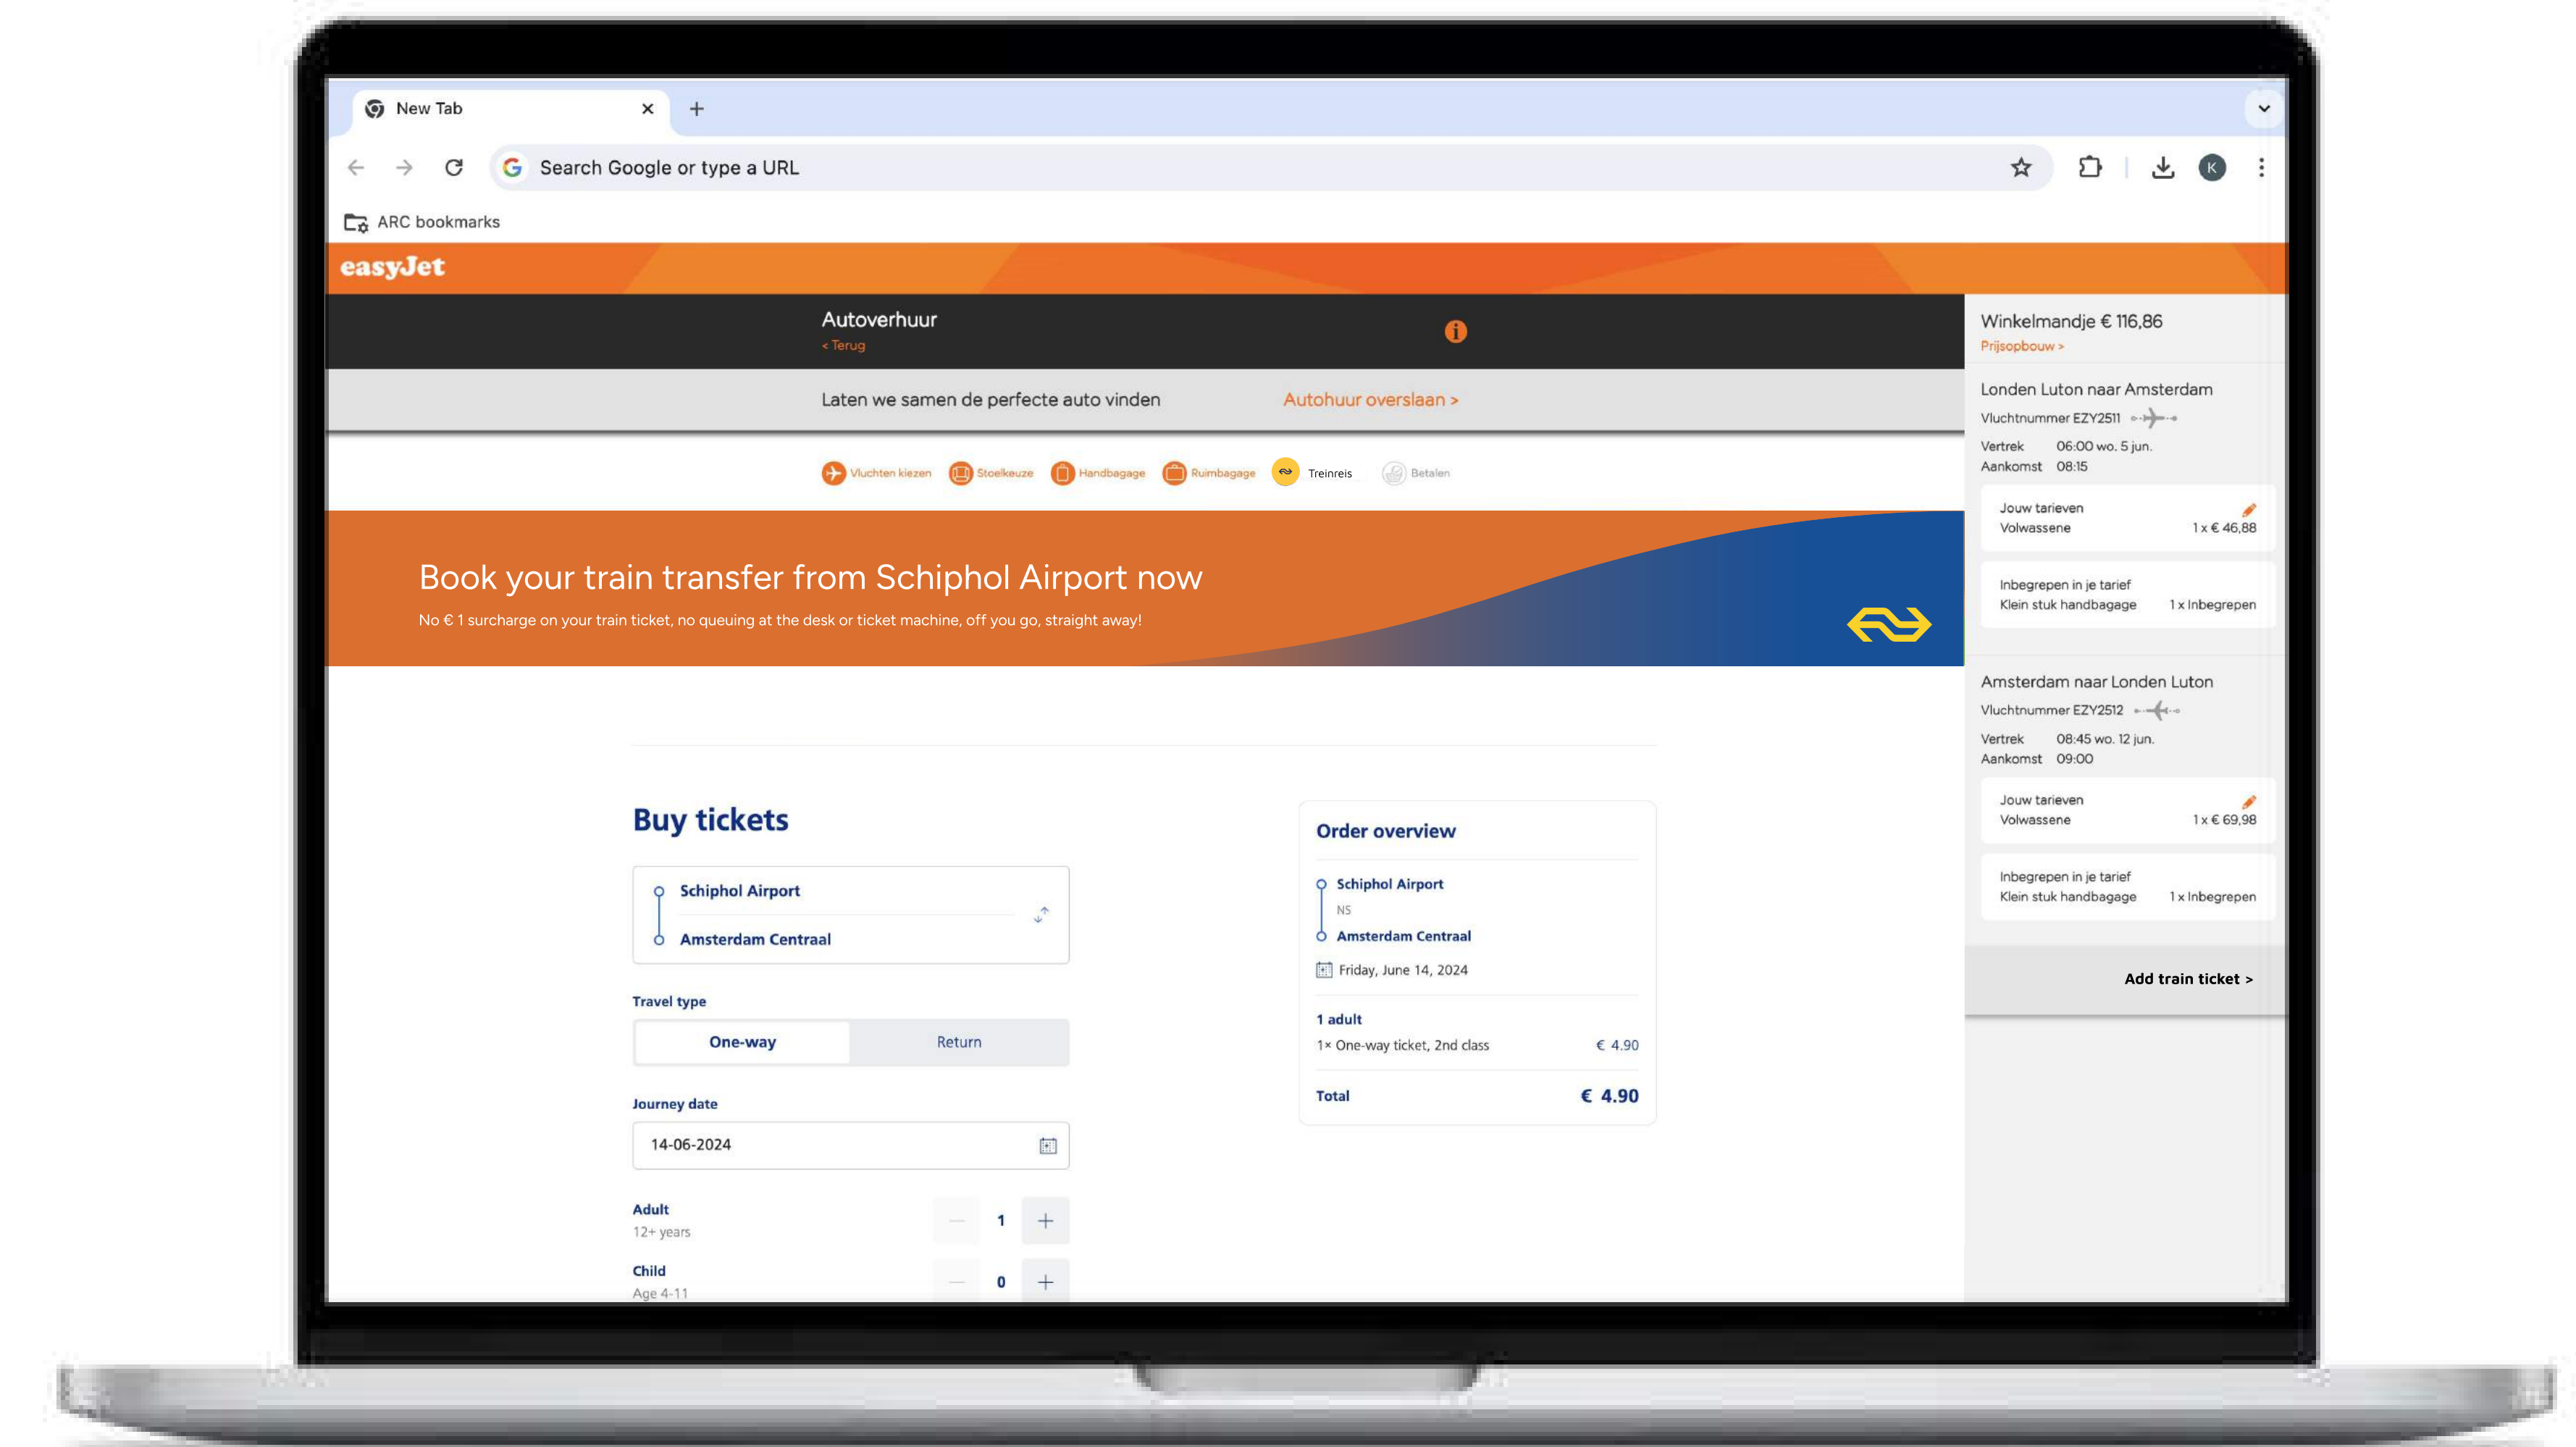 New Tab
Search Google or type a URL
K
ARC bookmarks
easyJet
Autoverhuur
< Terug
Laten we samen de perfecte auto vinden
Autohuur overslaan >
Vluchten kiezen Stoelkeuze Handbagage Ruimbagage Treinreis Betalen
Book your train transfer from Schiphol Airport now
No € 1 surcharge on your train ticket, no queuing at the desk or ticket machine, off you go, straight away!
Buy tickets
Schiphol Airport
Amsterdam Centraal
Travel type
One-way Return
Journey date
14-06-2024
Adult
12+ years
1
Child
Age 4-11
0
Order overview
Schiphol Airport
NS
Amsterdam Centraal
Friday, June 14, 2024
1 adult
1× One-way ticket, 2nd class € 4.90
Total € 4.90
Winkelmandje € 116,86
Prijsopbouw >
Londen Luton naar Amsterdam
Vluchtnummer EZY2511
Vertrek 06:00 wo. 5 jun.
Aankomst 08:15
Jouw tarieven
Volwassene 1 x € 46,88
Inbegrepen in je tarief
Klein stuk handbagage 1 x Inbegrepen
Amsterdam naar Londen Luton
Vluchtnummer EZY2512
Vertrek 08:45 wo. 12 jun.
Aankomst 09:00
Jouw tarieven
Volwassene 1 x € 69,98
Inbegrepen in je tarief
Klein stuk handbagage 1 x Inbegrepen
Add train ticket >